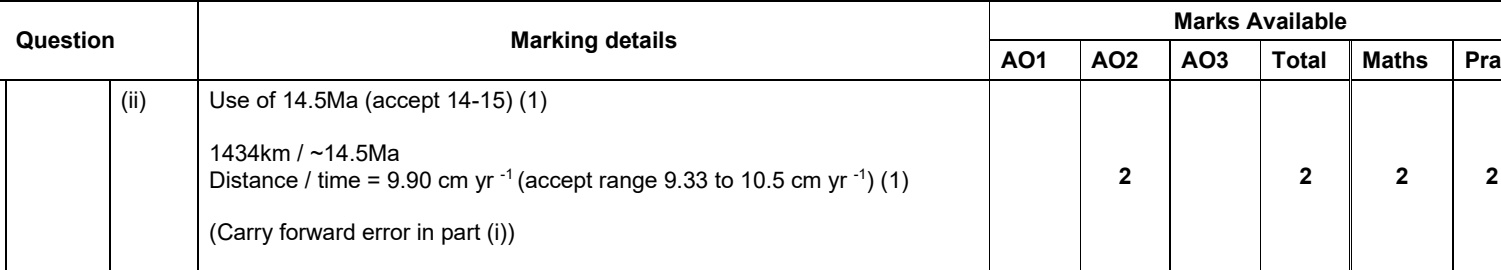 Question Marking details Marks Available
AO1 AO2 AO3 Total Maths
(ii) Use of 14.5Ma (accept 14-15) (1)
1434km / ~14.5Ma
Distance / time = 9.90 cm yr -1 (accept range 9.33 to 10.5 cm yr -1) (1)
2 2 2 2
(Carry forward error in part (i))